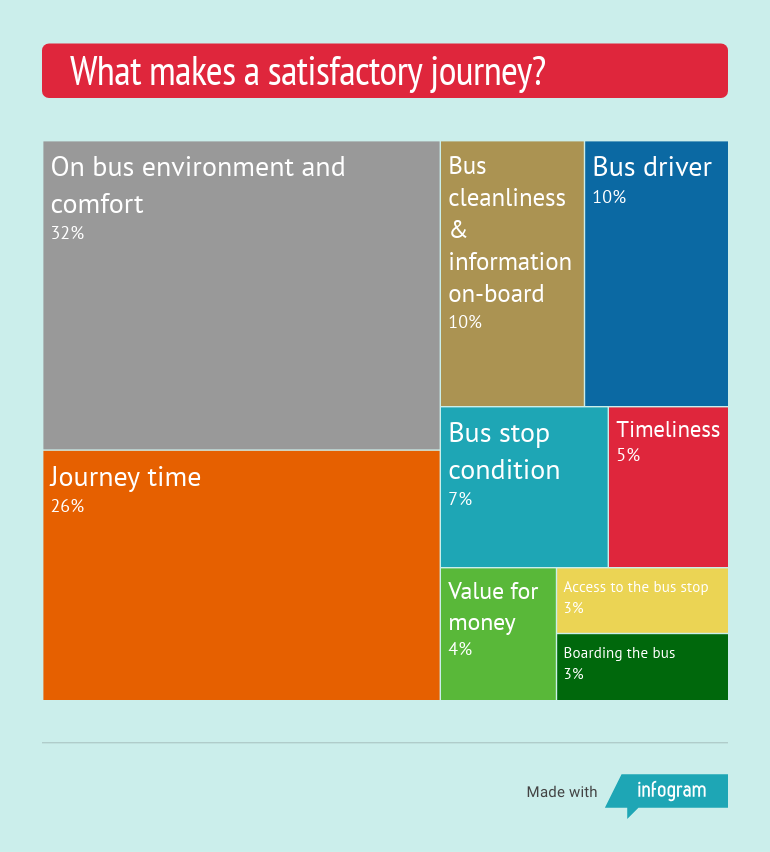 What makes a satisfactory journey?
On bus environment and
comfort
32%
Bus
cleanliness
&
information
on-board
10%
Bus driver
10%
Journey time
26%
Bus stop
condition
7%
Timeliness
5%
Value for
money
4%
Access to the bus stop
3%
Boarding the bus
3%
Made with
infogram